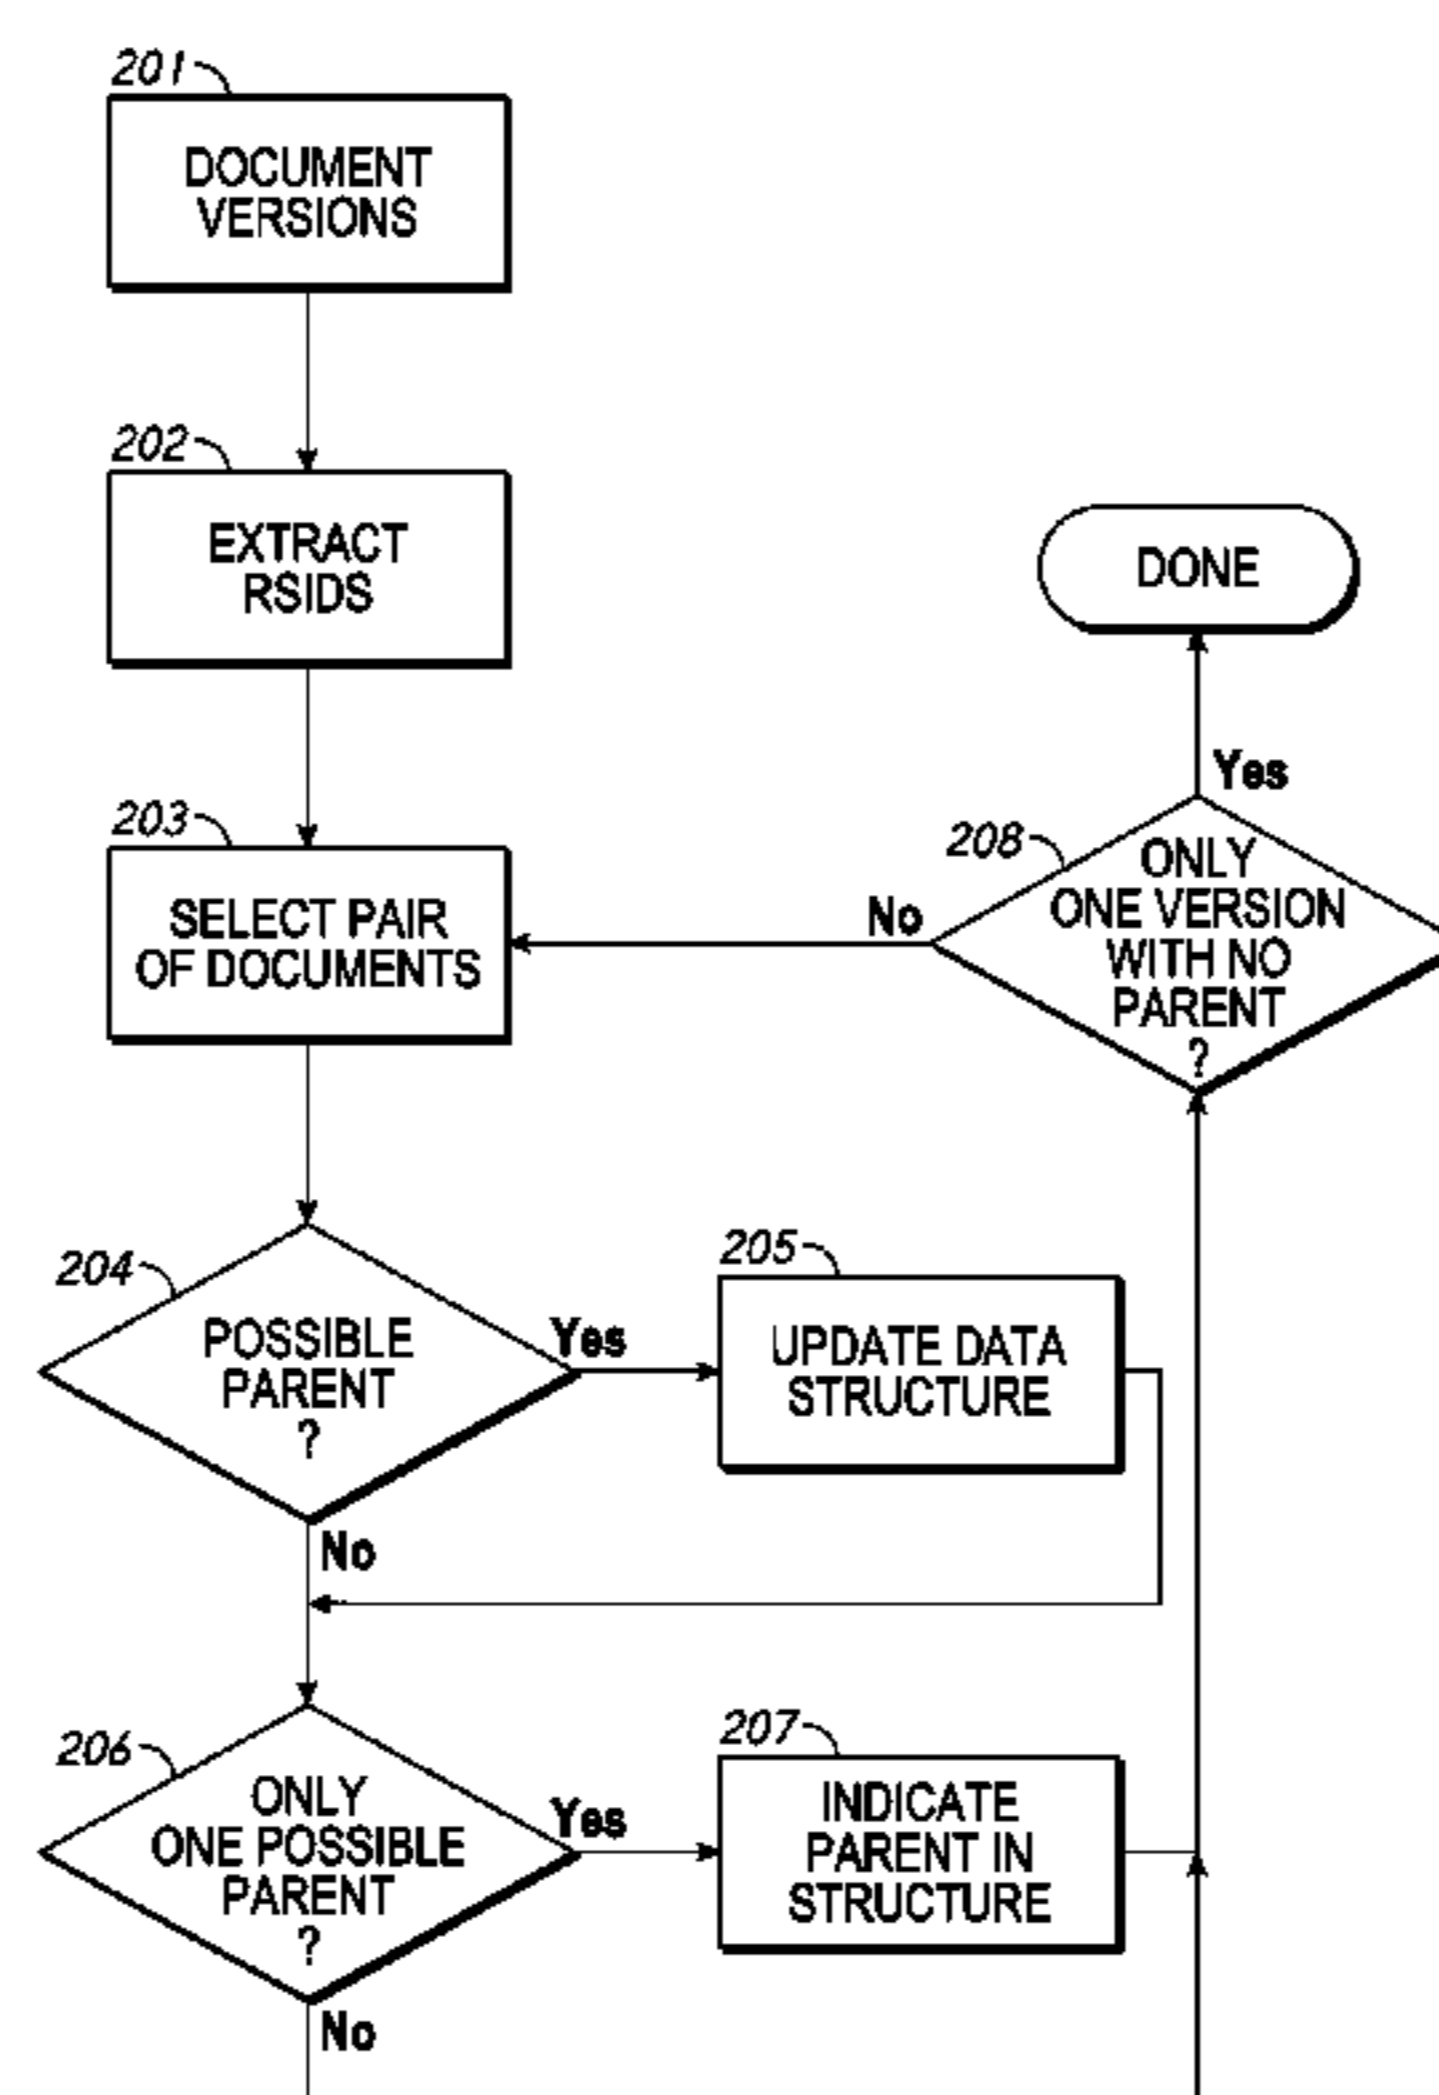 201
DOCUMENT
VERSIONS
202
EXTRACT
RSIDS
DONE
Yes
203
SELECT PAIR
OF DOCUMENTS
No
208
ONLY
ONE VERSION
WITH NO
PARENT
?
204
POSSIBLE
PARENT
?
Yes
No
205
UPDATE DATA
STRUCTURE
206
ONLY
ONE POSSIBLE
PARENT
?
Yes
No
207
INDICATE
PARENT IN
STRUCTURE